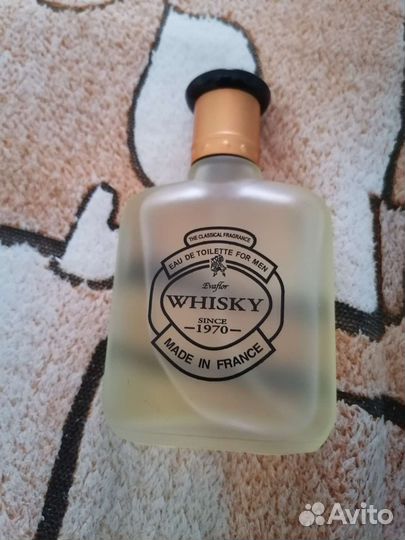 THE CLASSICAL FRAGRANCE
EAU DE TOILETTE FOR MEN
Evaflor
WHISKY
SINCE
-1970-
MADE IN FRANCE
Avito